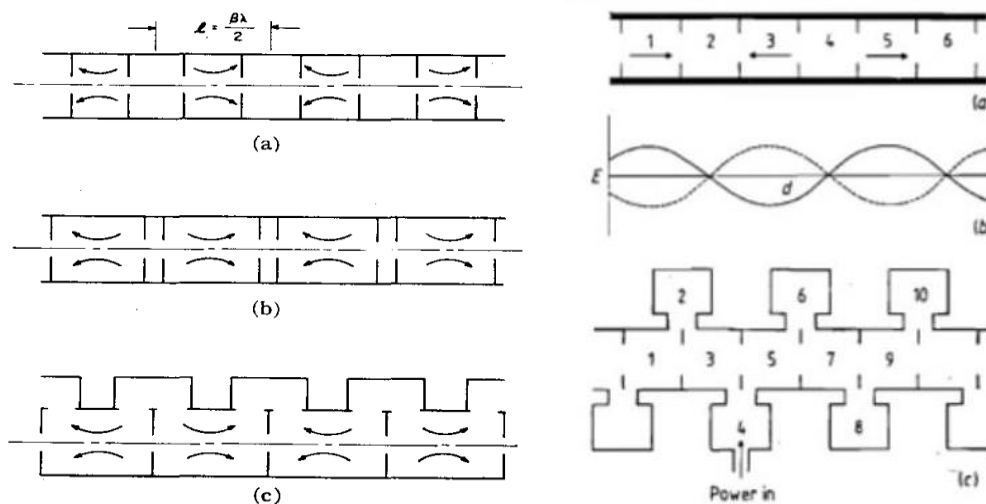 ℓ = βλ/2
(a)
(b)
(c)
1 2 3 4 5 6
(a
E
d
(b
2 6 10
1 3 5 7 9
4 8
(c)
Power in